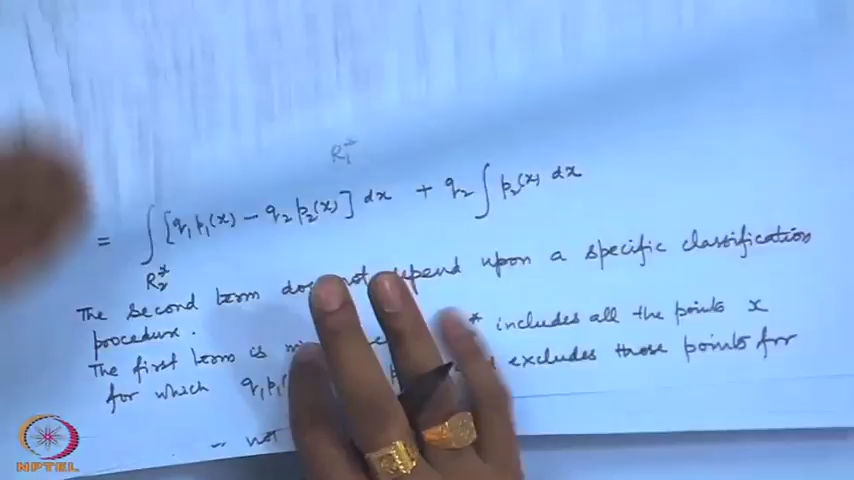 R₁*
= ∫_{R₂*} [q₁p₁(x) − q₂p₂(x)] dx + q₂ ∫ p₂(x) dx
The second term does not depend upon a specific classification
procedure.
The first term is * includes all the points x
for which q₁p₁( excludes those points for
not
NPTEL